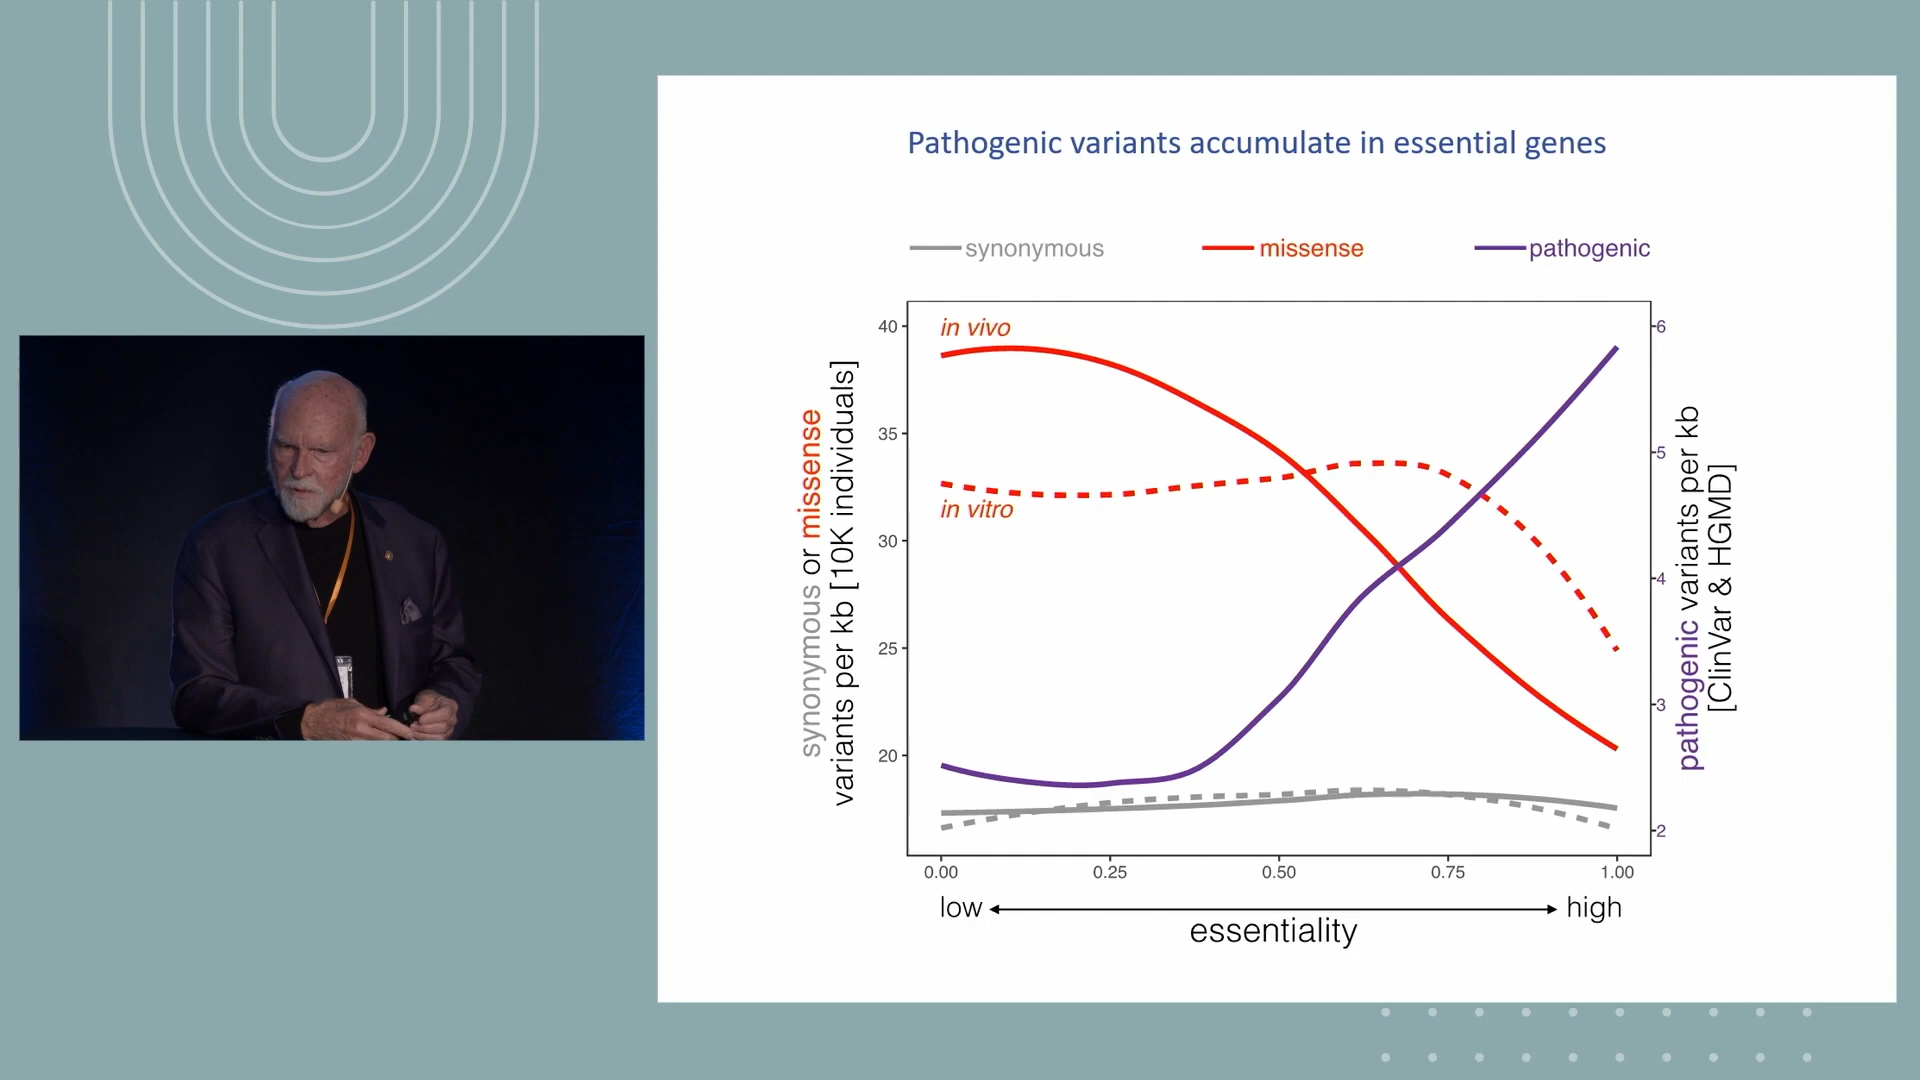 Pathogenic variants accumulate in essential genes
synonymous
missense
pathogenic
synonymous or missense
variants per kb [10K individuals]
40
35
30
25
20
in vivo
in vitro
6
5
4
3
2
pathogenic variants per kb
[ClinVar & HGMD]
0.00
0.25
0.50
0.75
1.00
low
high
essentiality